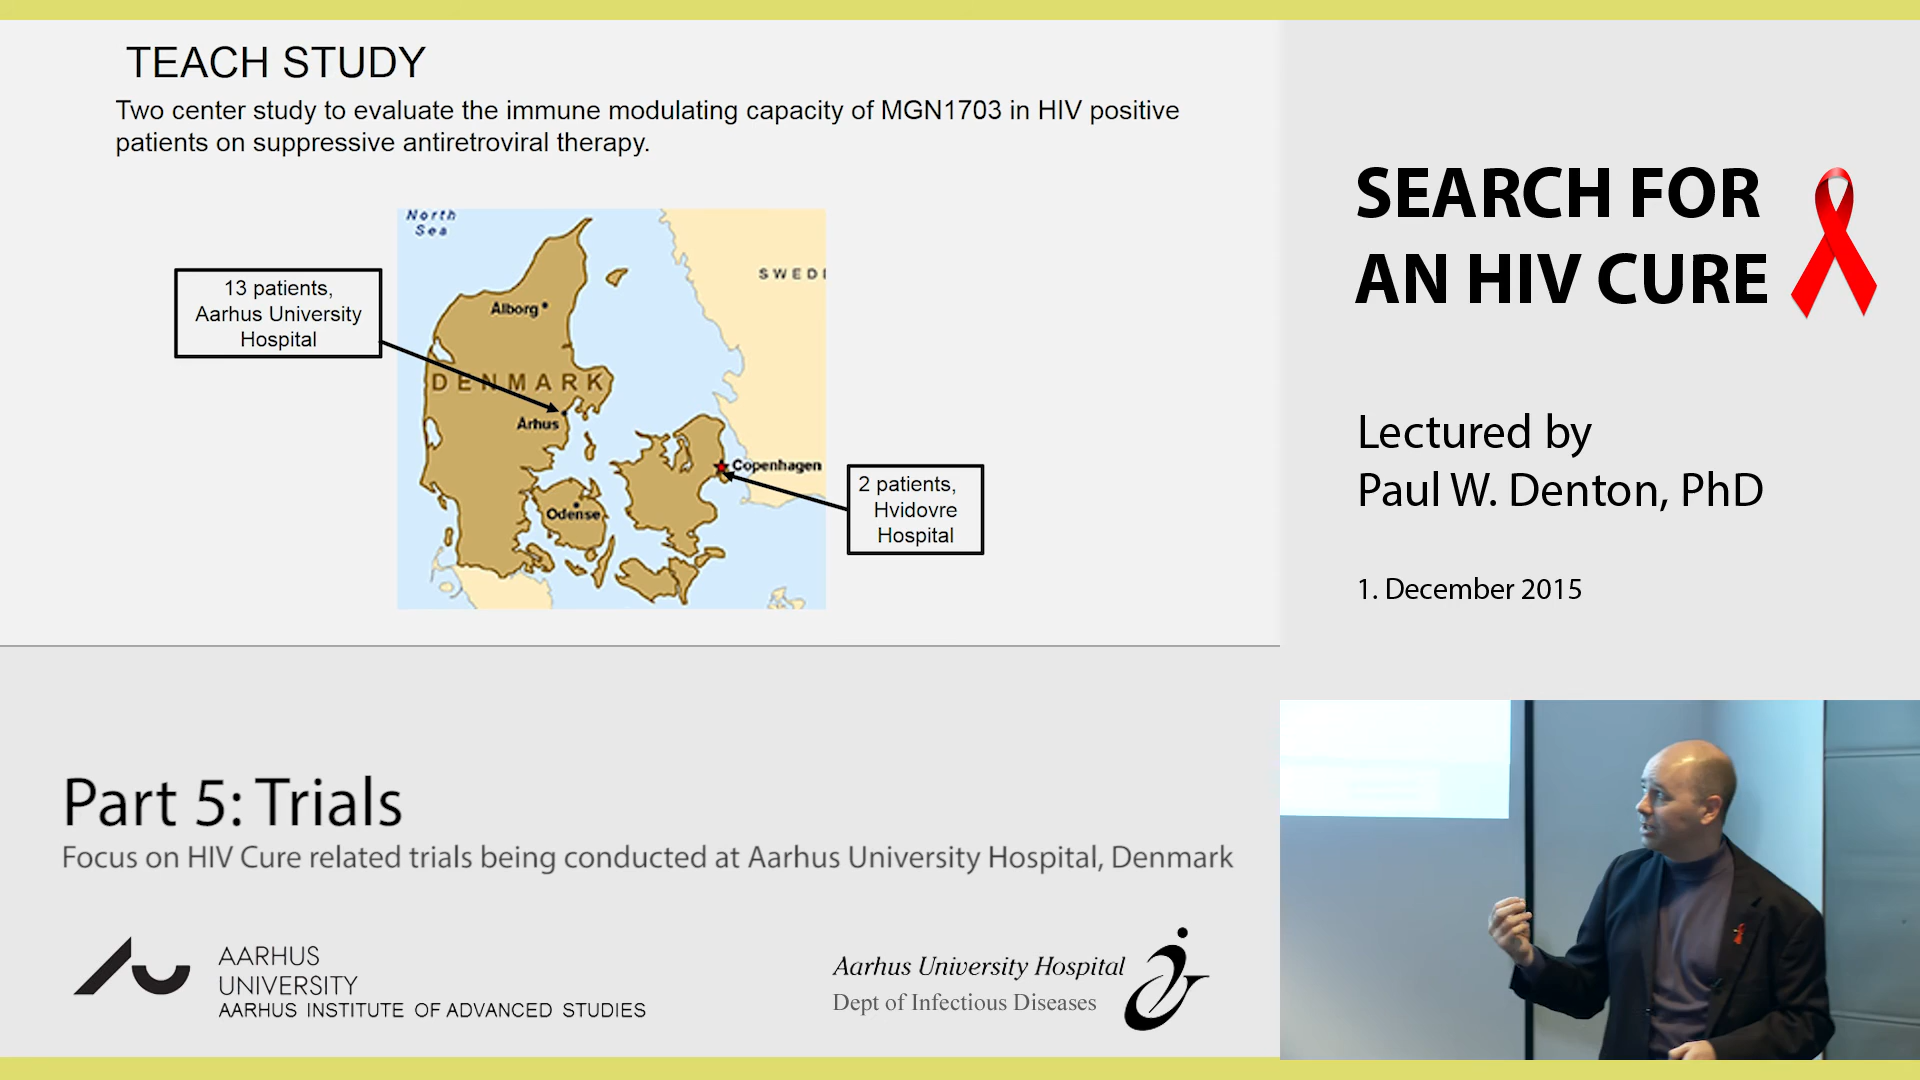 TEACH STUDY
Two center study to evaluate the immune modulating capacity of MGN1703 in HIV positive
patients on suppressive antiretroviral therapy.
North
Sea
SWEDI
13 patients,
Aarhus University
Hospital
Alborg
DENMARK
Århus
Copenhagen
2 patients,
Hvidovre
Hospital
Odense
SEARCH FOR
AN HIV CURE
Lectured by
Paul W. Denton, PhD
1. December 2015
Part 5: Trials
Focus on HIV Cure related trials being conducted at Aarhus University Hospital, Denmark
AARHUS
UNIVERSITY
AARHUS INSTITUTE OF ADVANCED STUDIES
Aarhus University Hospital
Dept of Infectious Diseases